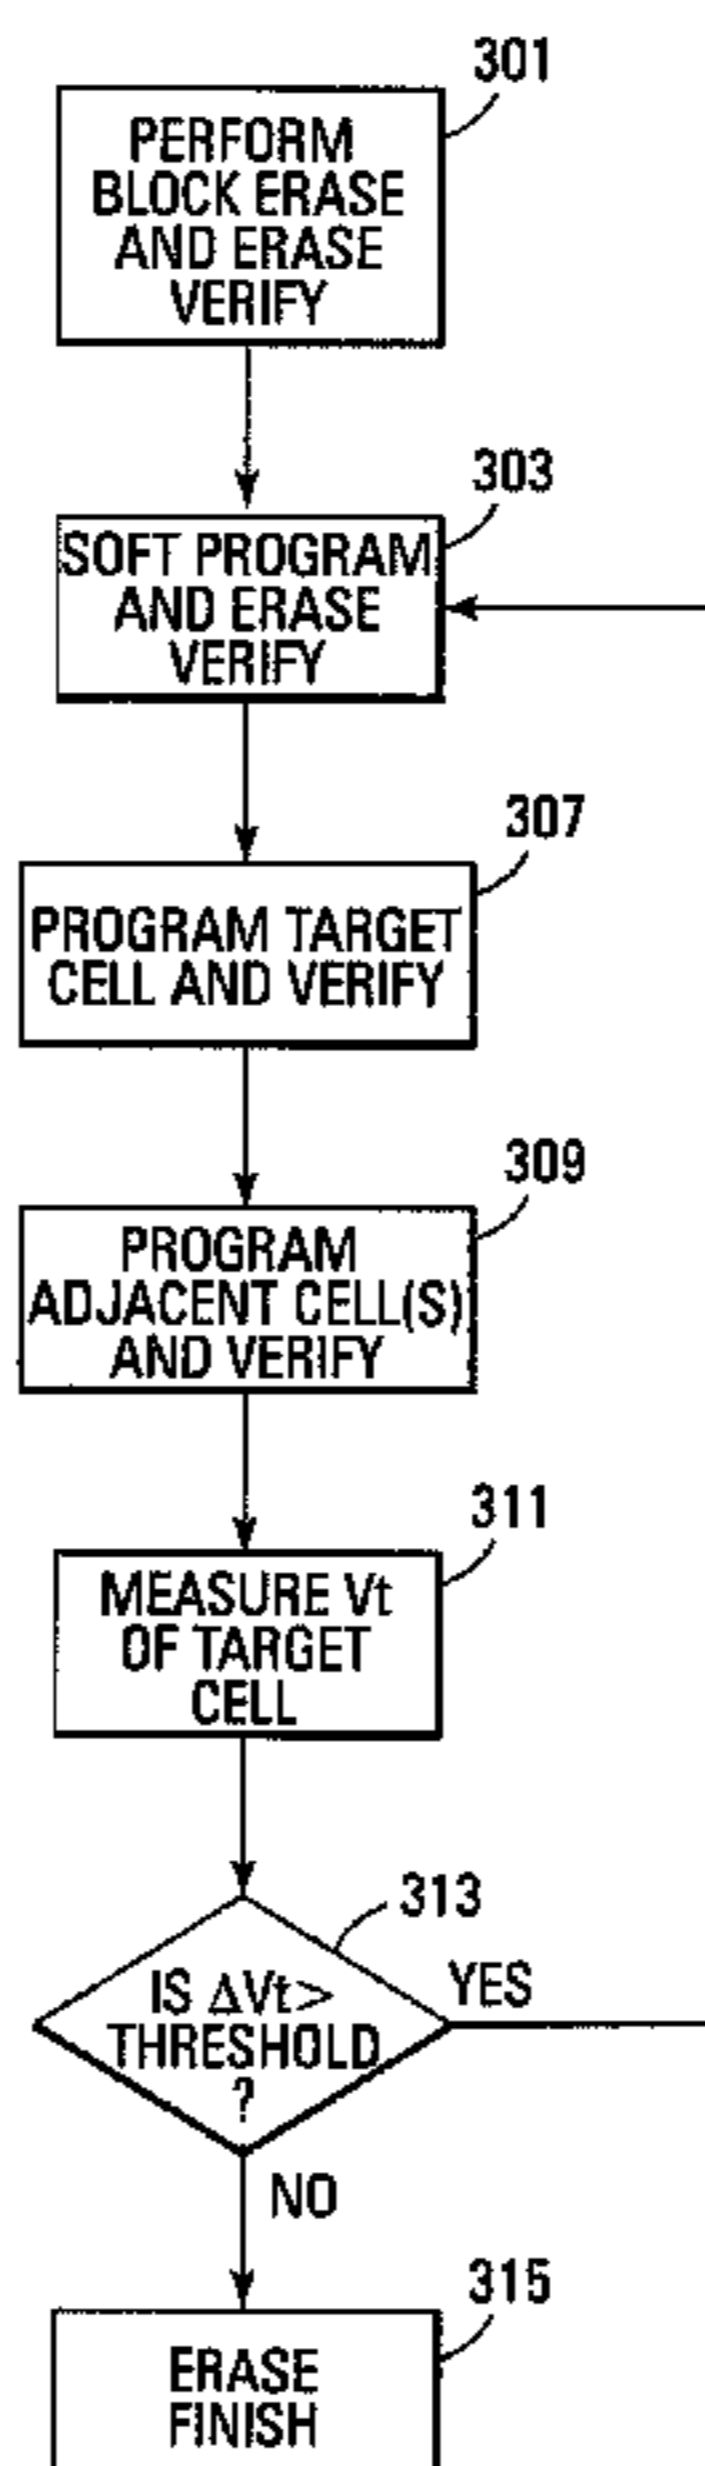 301
PERFORM
BLOCK ERASE
AND ERASE
VERIFY
303
SOFT PROGRAM
AND ERASE
VERIFY
307
PROGRAM TARGET
CELL AND VERIFY
309
PROGRAM
ADJACENT CELL(S)
AND VERIFY
311
MEASURE Vt
OF TARGET
CELL
313
IS ΔVt>
THRESHOLD
?
YES
NO
315
ERASE
FINISH